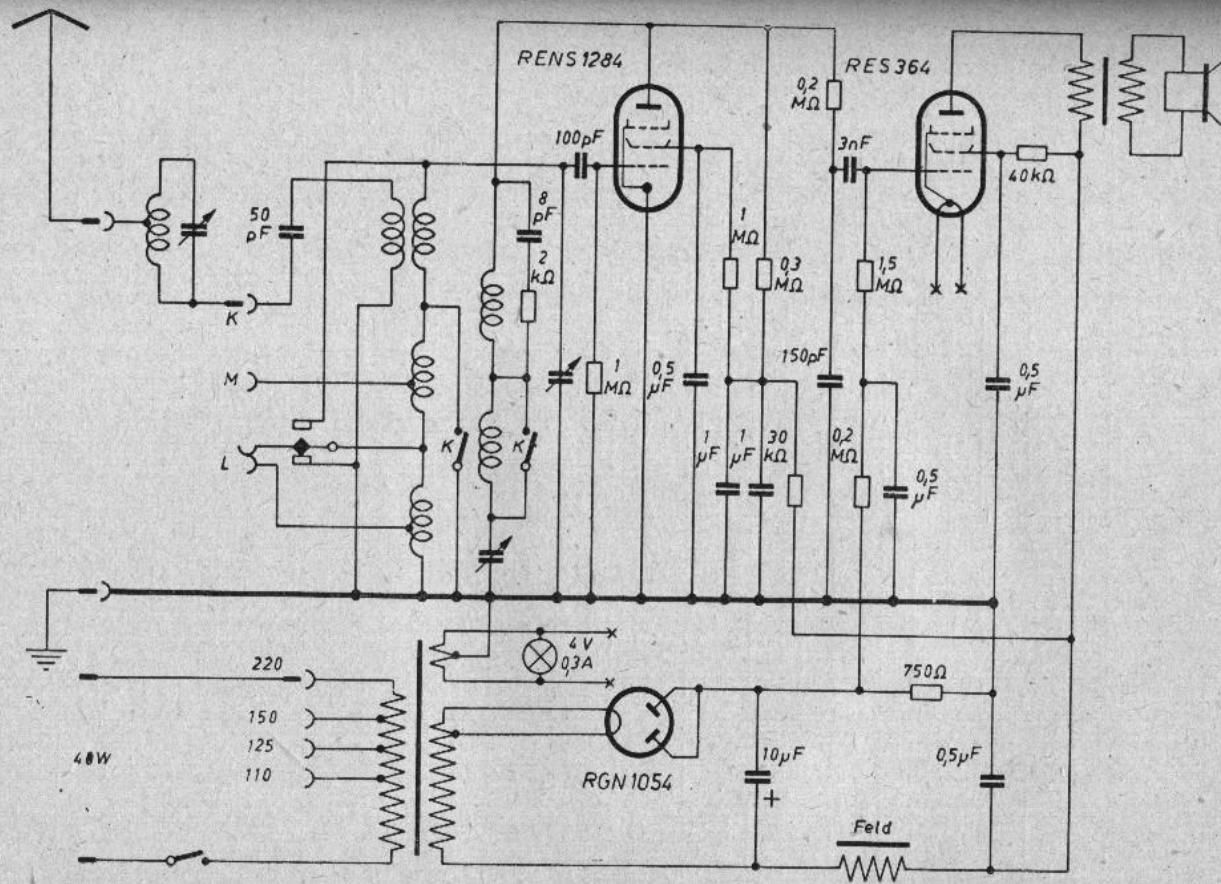 RENS 1284
RES 364
0,2
MΩ
100pF
3nF
40kΩ
50
pF
8
pF
2
kΩ
1
MΩ
0,3
MΩ
1,5
MΩ
K
M
L
K
K
1
MΩ
0,5
µF
150pF
0,5
µF
1
µF
1
µF
30
kΩ
0,2
MΩ
0,5
µF
4V
0,3A
220
150
125
110
48W
RGN 1054
750Ω
10µF
+
0,5µF
Feld